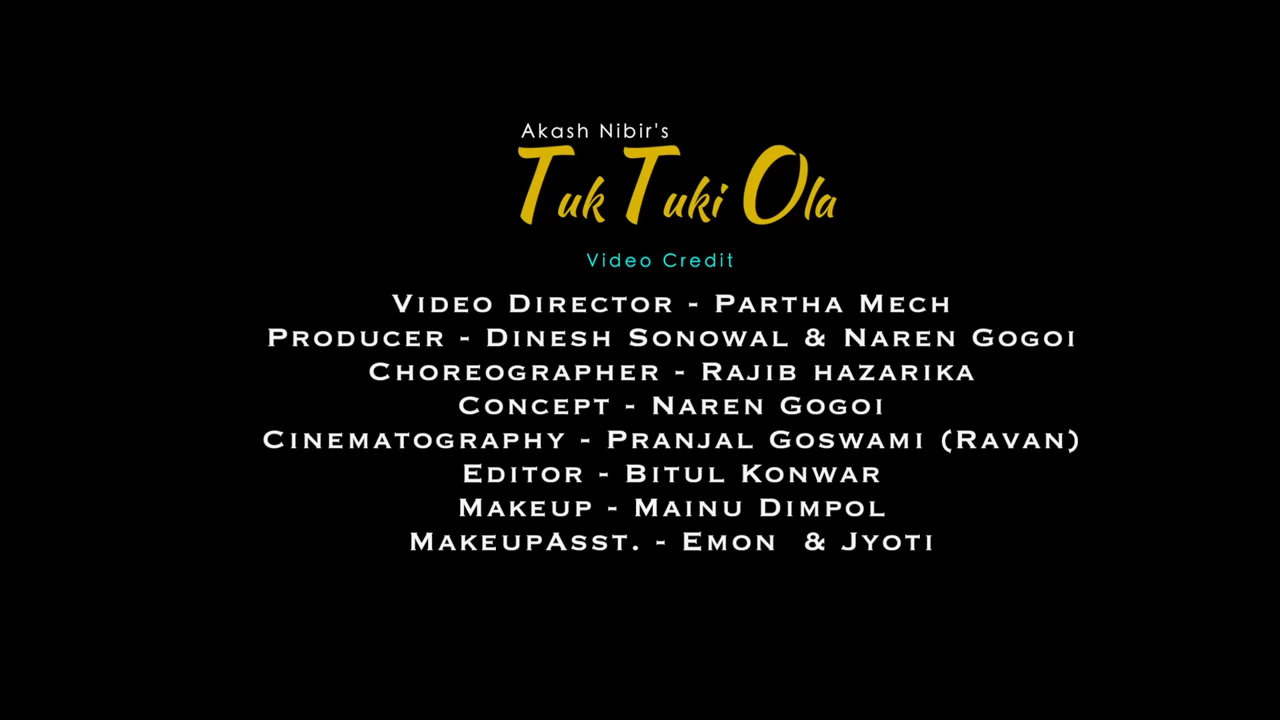 Akash Nibir's
Tuk Tuki Ola
Video Credit
Video Director - Partha Mech
Producer - Dinesh Sonowal & Naren Gogoi
Choreographer - Rajib hazarika
Concept - Naren Gogoi
Cinematography - Pranjal Goswami (Ravan)
Editor - Bitul Konwar
Makeup - Mainu Dimpol
MakeupAsst. - Emon & Jyoti